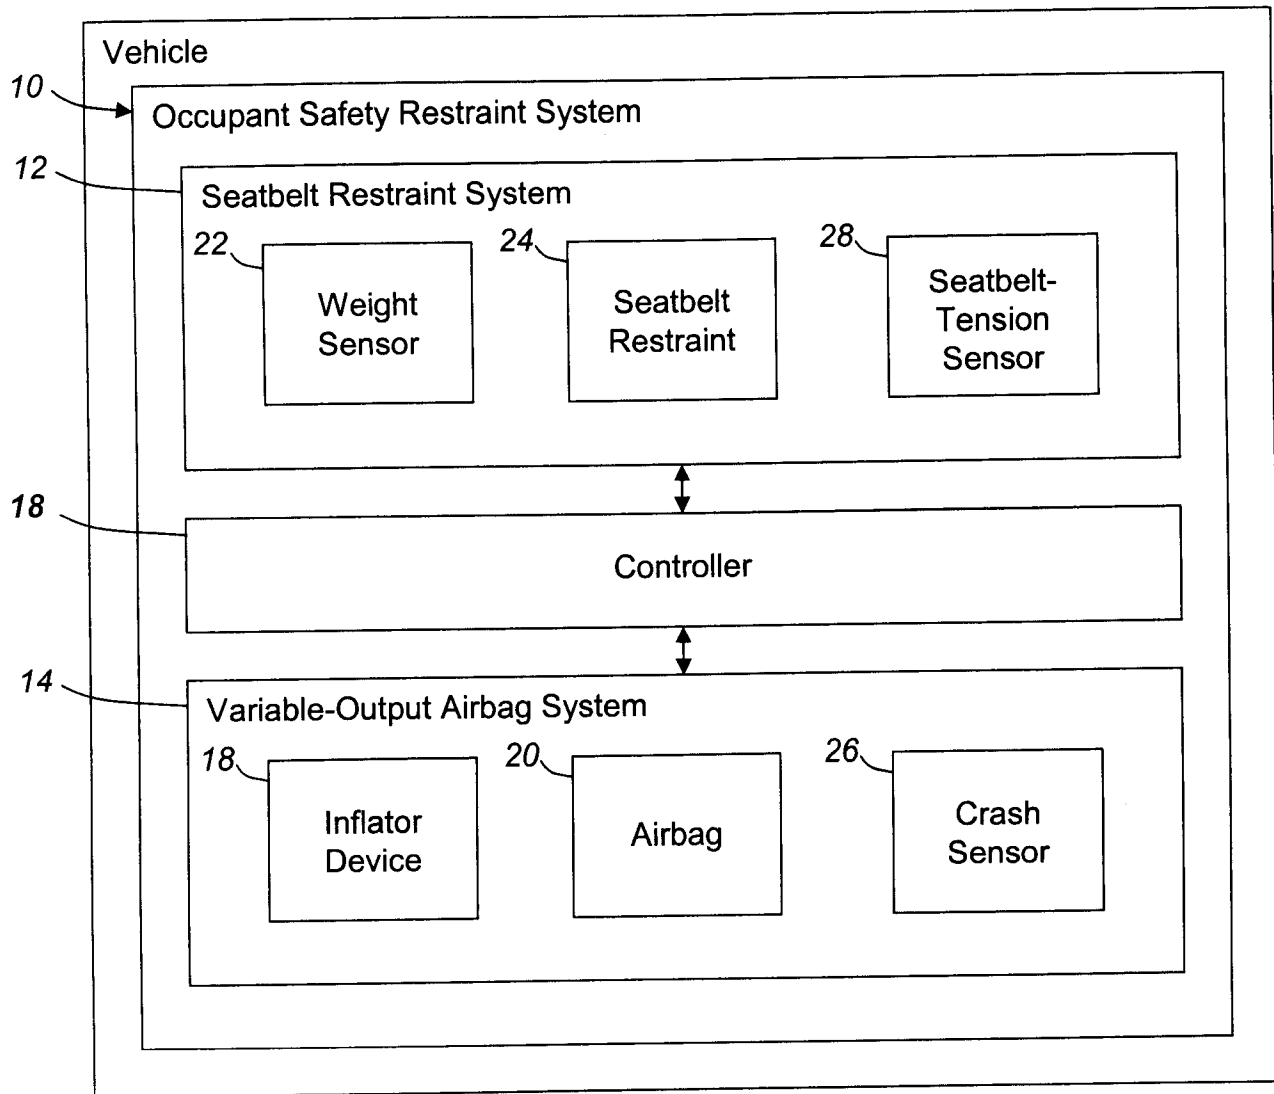 Vehicle
10
Occupant Safety Restraint System
12
Seatbelt Restraint System
22
Weight
Sensor
24
Seatbelt
Restraint
28
Seatbelt-
Tension
Sensor
18
Controller
14
Variable-Output Airbag System
18
Inflator
Device
20
Airbag
26
Crash
Sensor